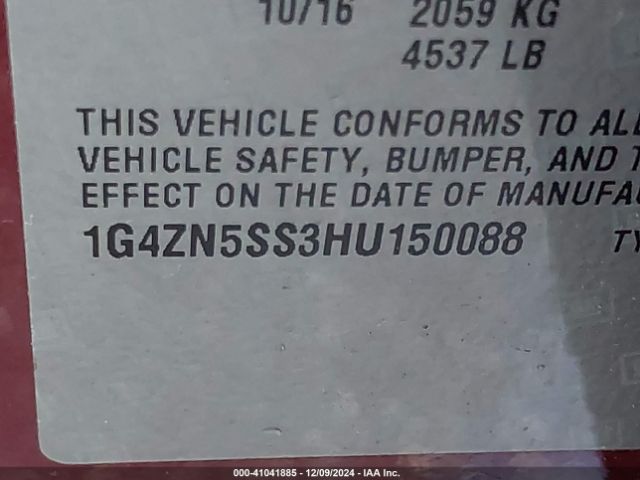 10/16 2059 KG
4537 LB
THIS VEHICLE CONFORMS TO ALL
VEHICLE SAFETY, BUMPER, AND T
EFFECT ON THE DATE OF MANUFAC
1G4ZN5SS3HU150088 TY
000-41041885 - 12/09/2024 - IAA Inc.